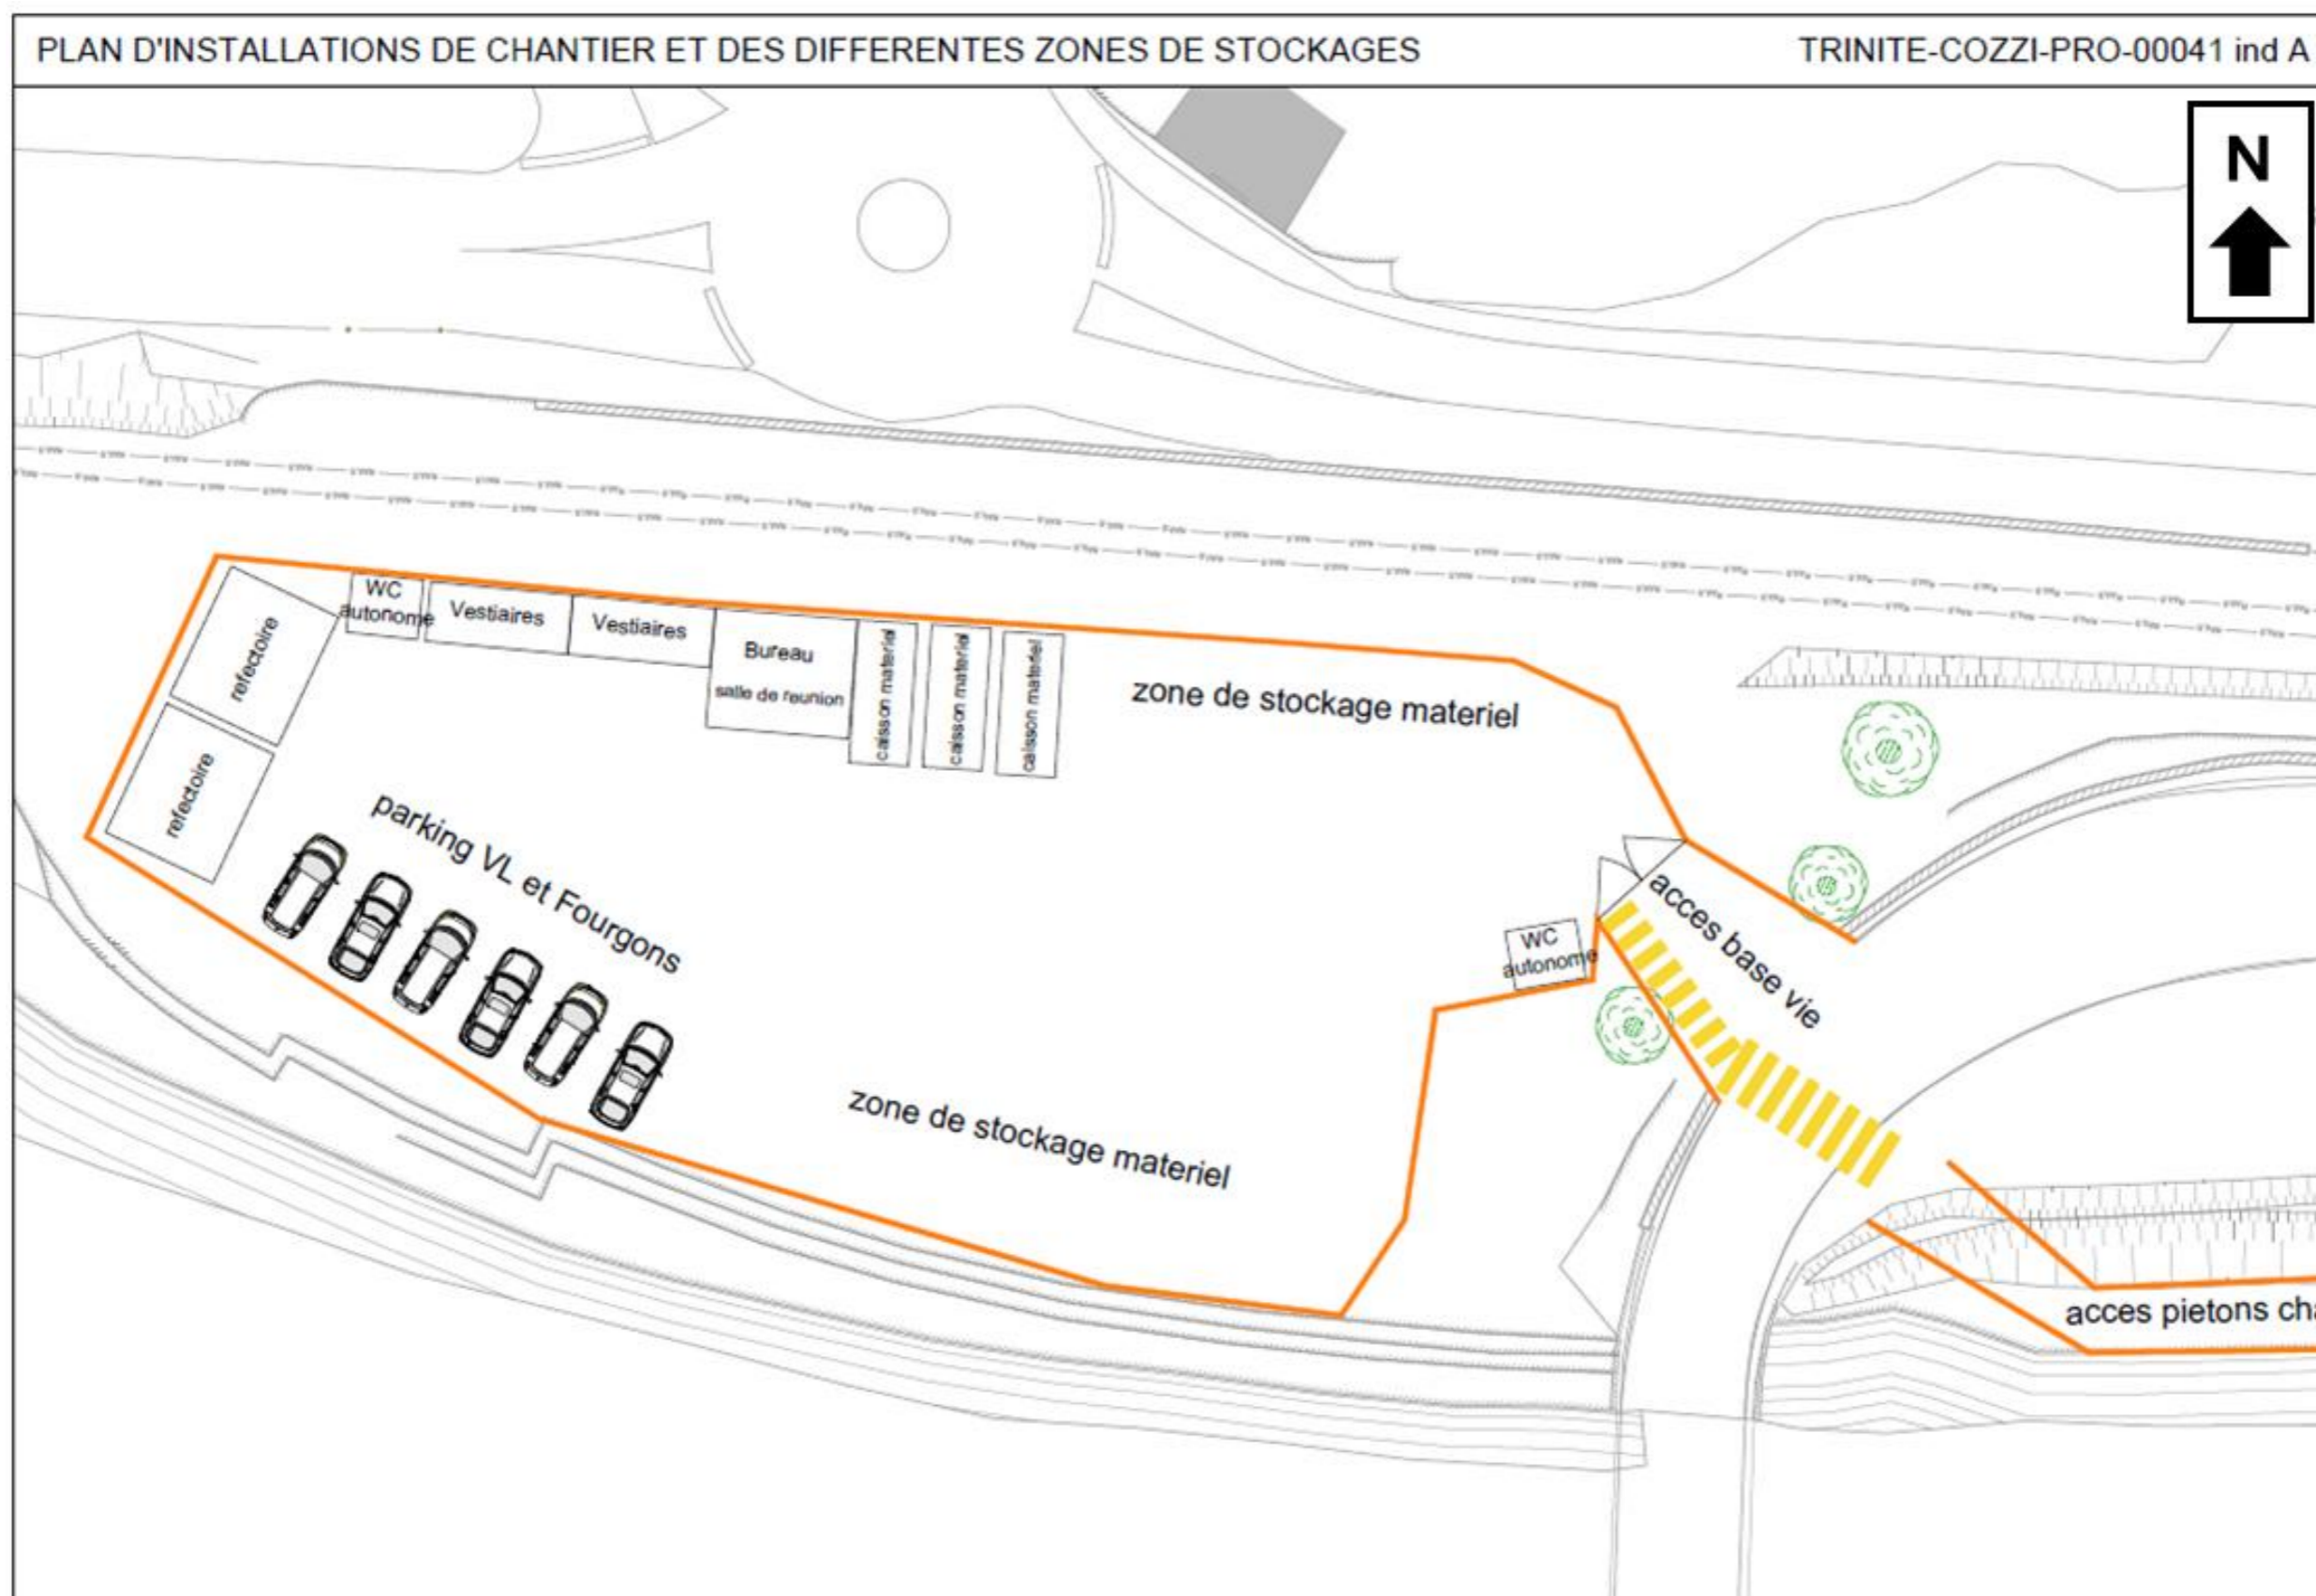 PLAN D'INSTALLATIONS DE CHANTIER ET DES DIFFERENTES ZONES DE STOCKAGES
TRINITE-COZZI-PRO-00041 ind A
N
WC
autonome
Vestiaires
Vestiaires
Bureau
salle de reunion
caisson materiel
caisson materiel
caisson materiel
refectoire
refectoire
zone de stockage materiel
parking VL et Fourgons
acces base vie
WC
autonome
zone de stockage materiel
acces pietons cha